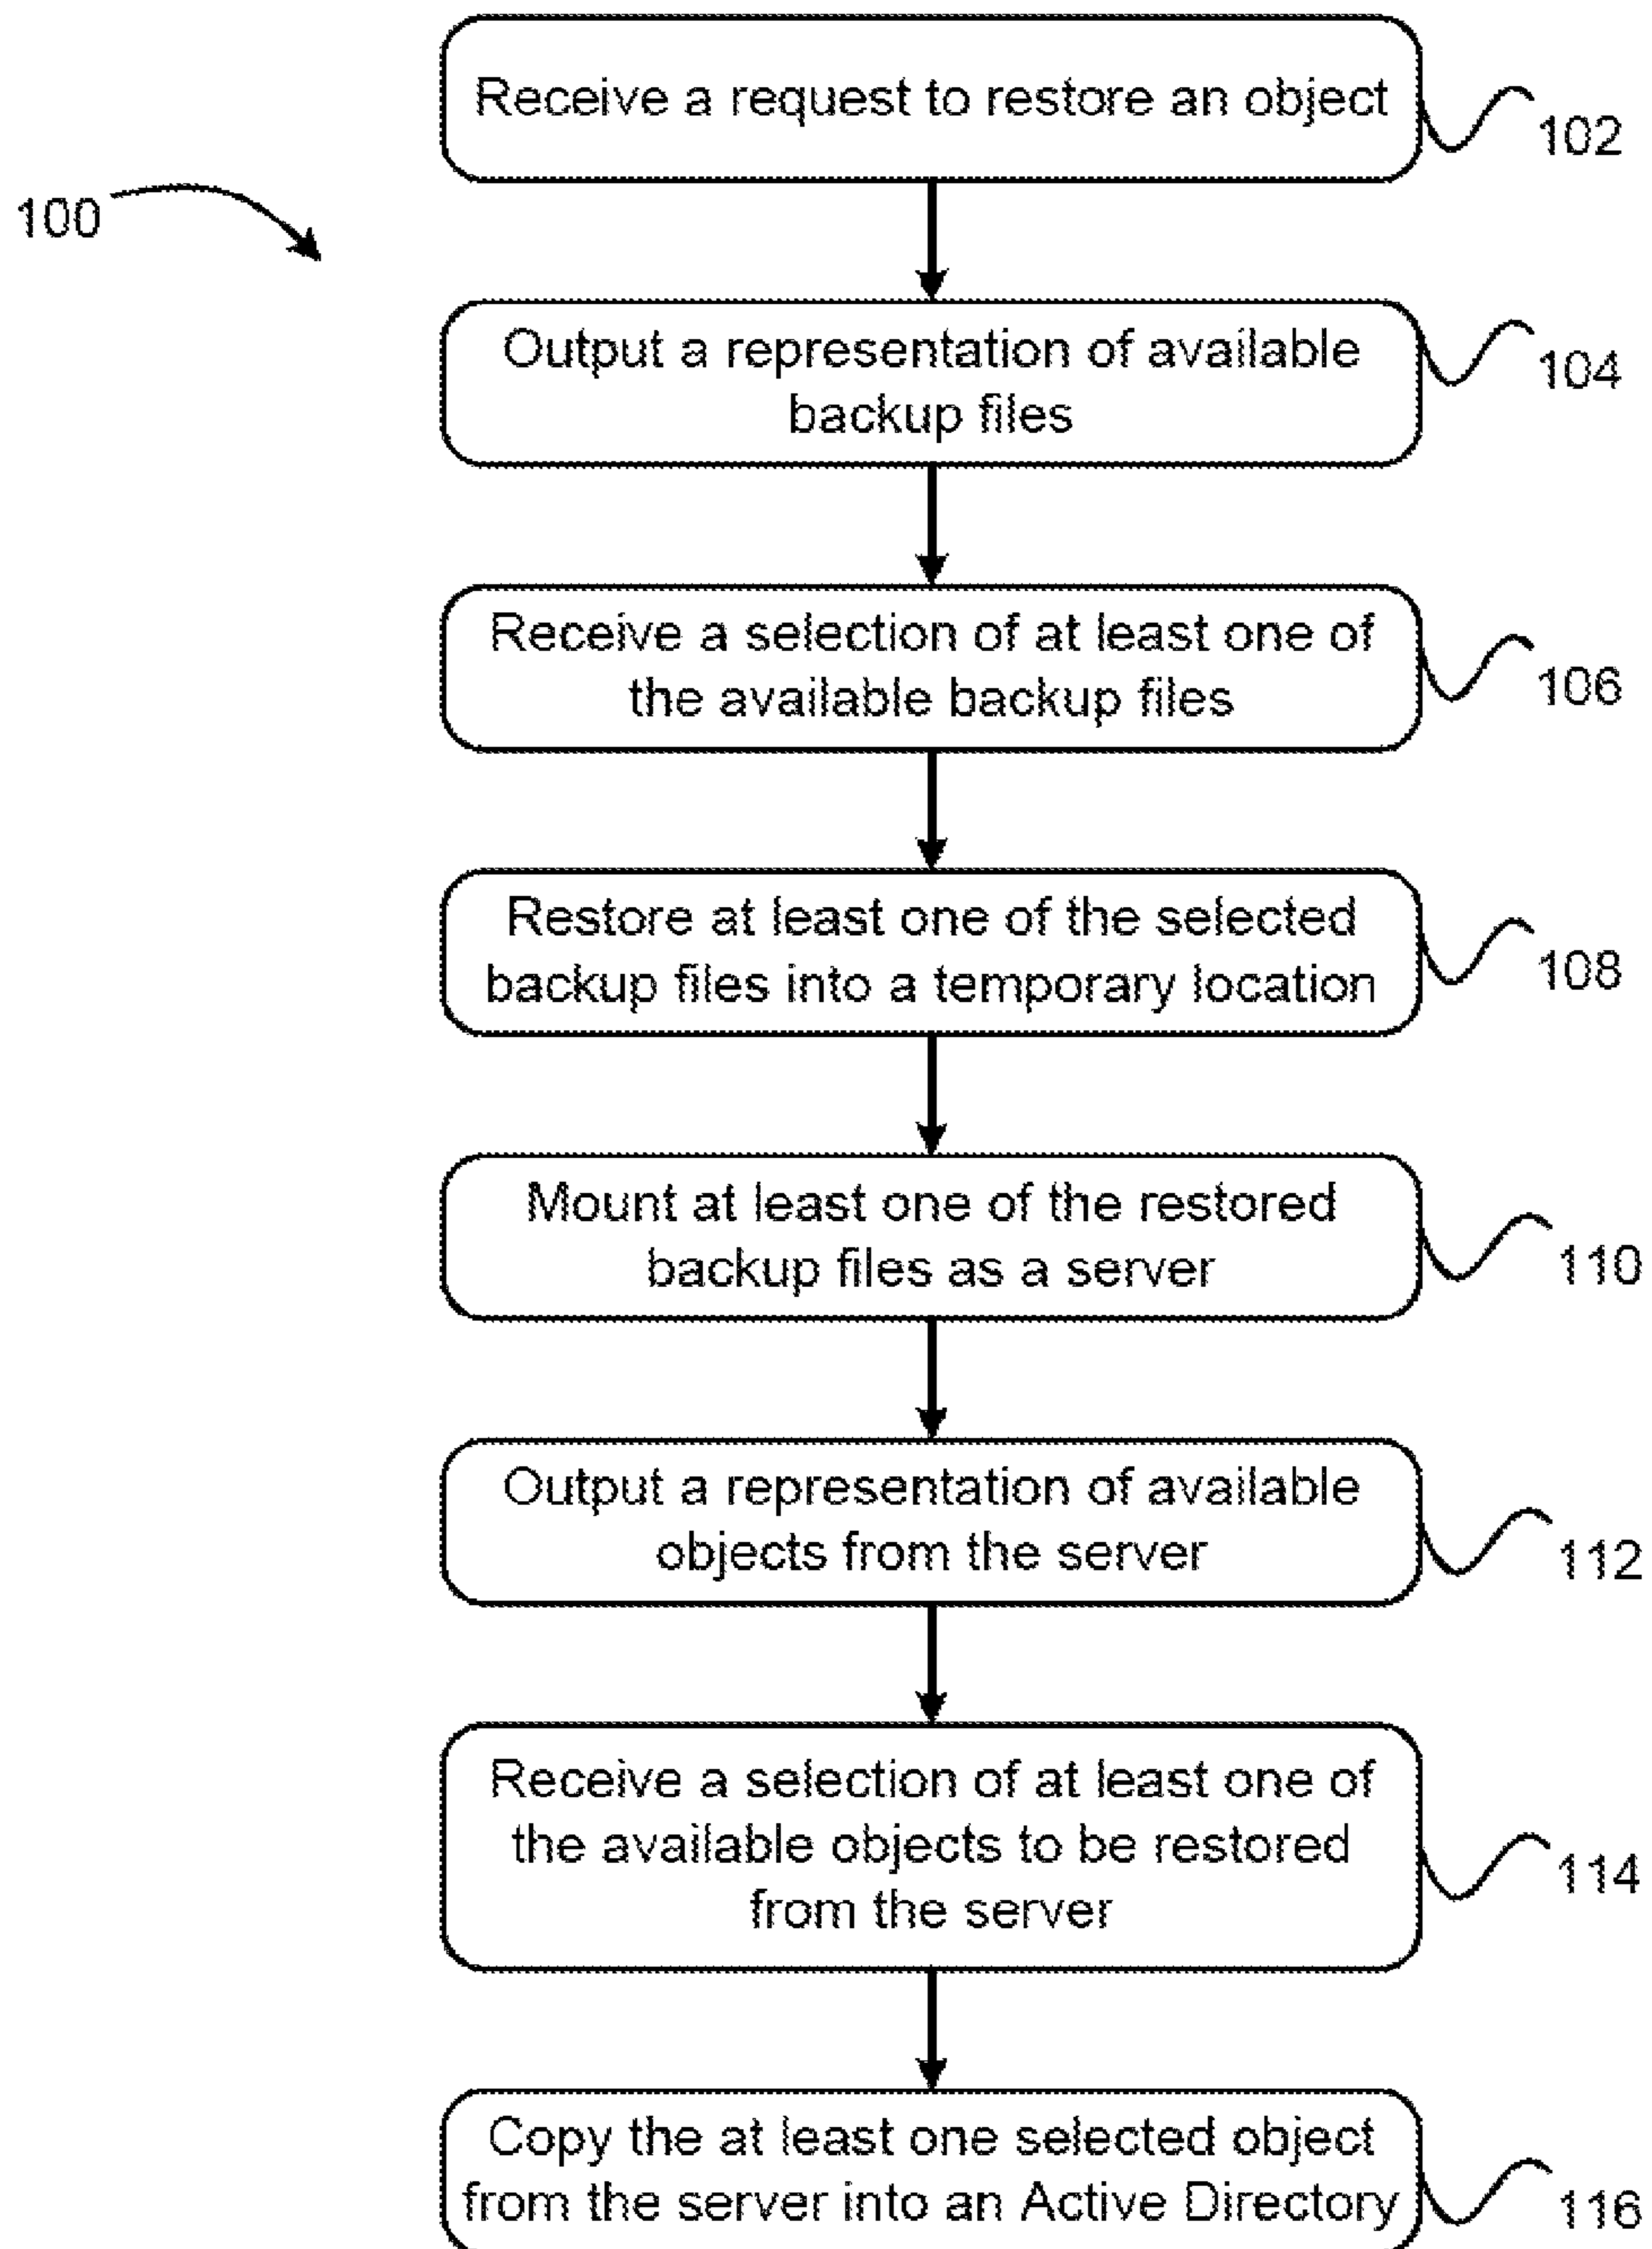 Receive a request to restore an object
102
100
Output a representation of available
backup files
104
Receive a selection of at least one of
the available backup files
106
Restore at least one of the selected
backup files into a temporary location
108
Mount at least one of the restored
backup files as a server
110
Output a representation of available
objects from the server
112
Receive a selection of at least one of
the available objects to be restored
from the server
114
Copy the at least one selected object
from the server into an Active Directory
116